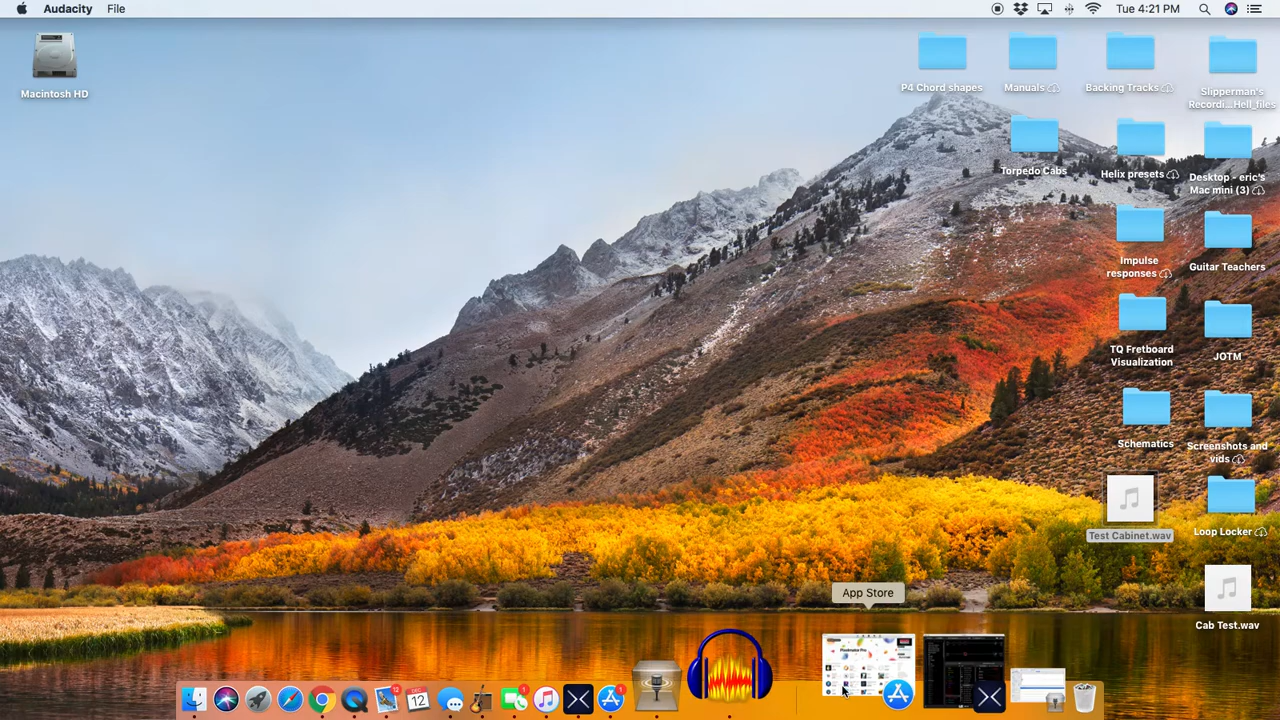 Audacity File Tue 4:21 PM
Macintosh HD
P4 Chord shapes
Manuals
Backing Tracks
Slipperman's
Recordi...Hell_files
Torpedo Cabs
Helix presets
Desktop - eric's
Mac mini (3)
Impulse
responses
Guitar Teachers
TQ Fretboard
Visualization
JOTM
Schematics
Screenshots and
vids
Test Cabinet.wav
Loop Locker
Cab Test.wav
App Store
12